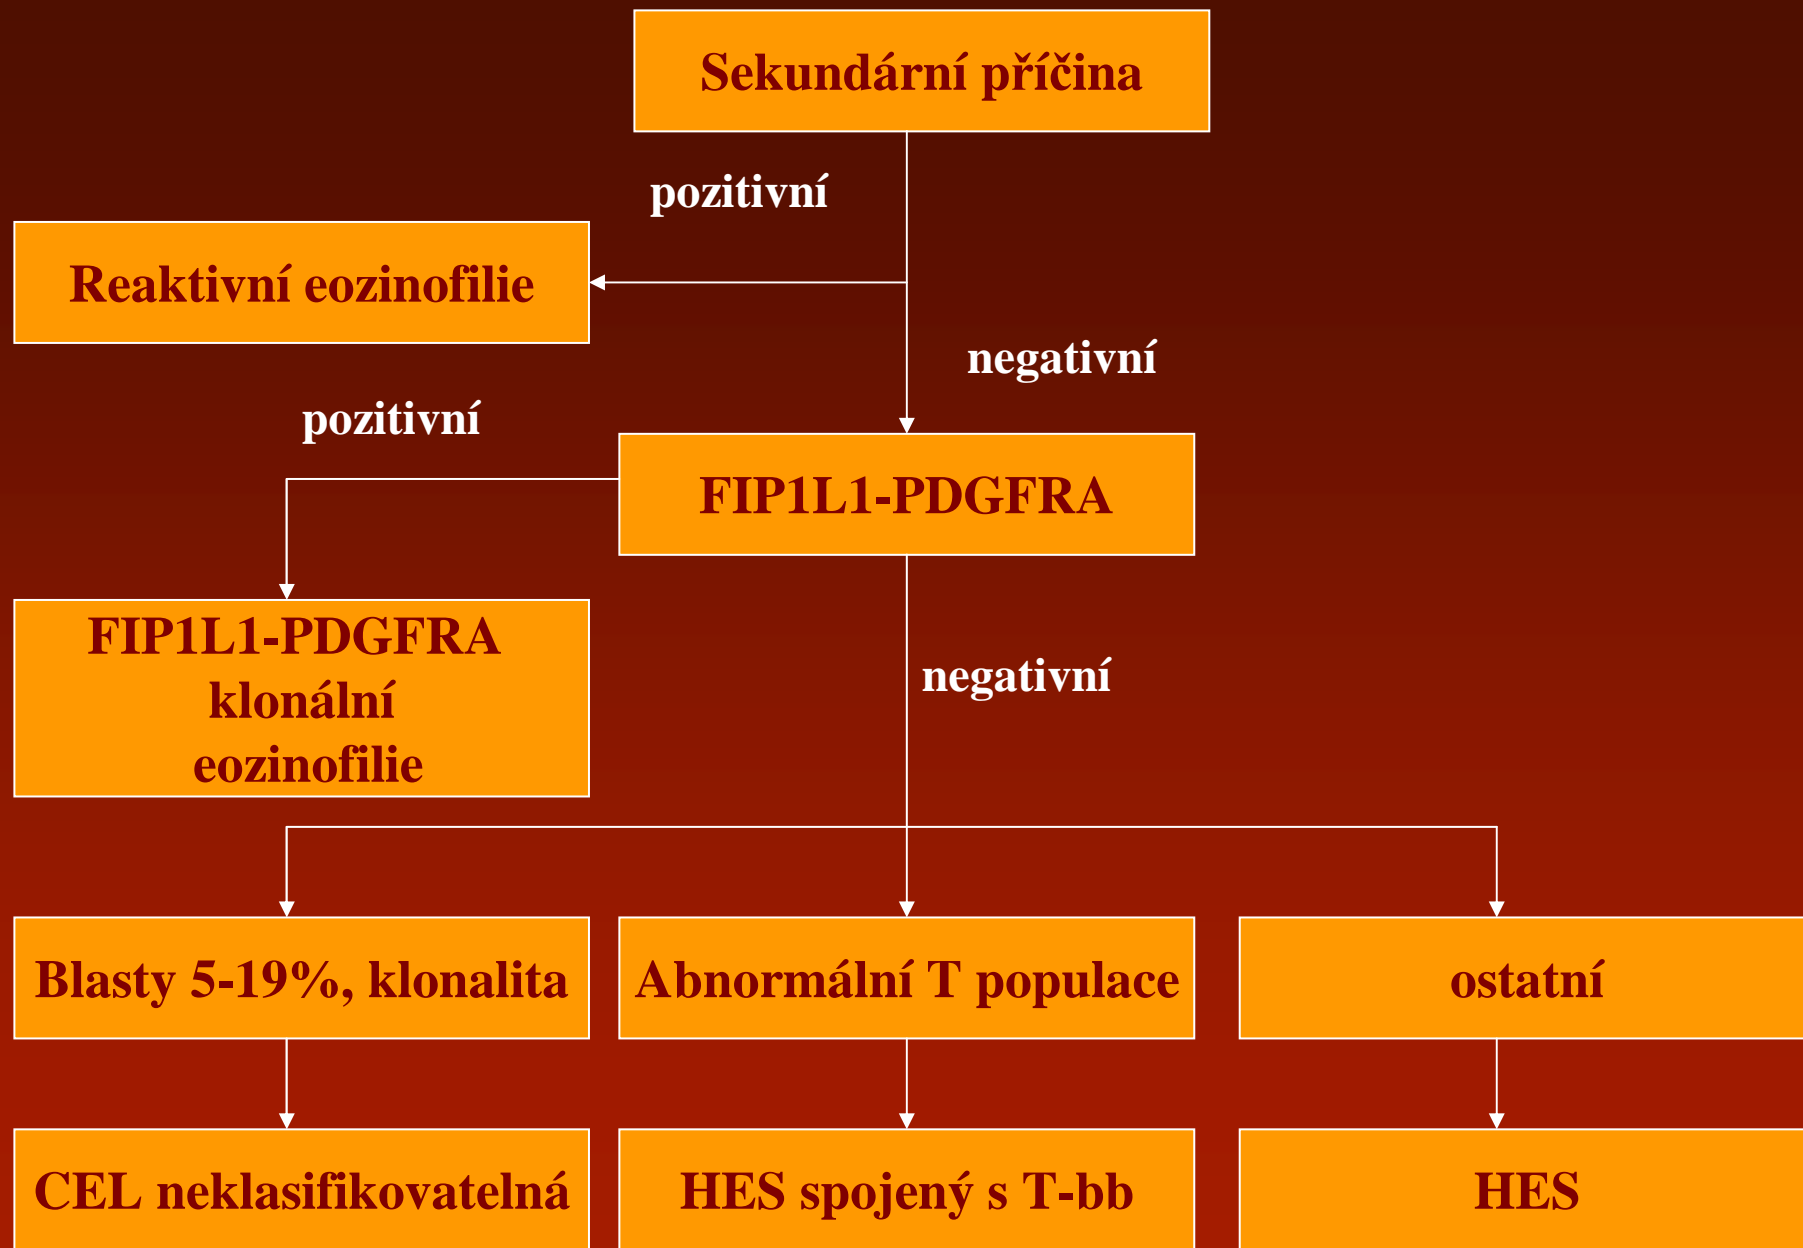 Sekundární příčina
pozitivní
Reaktivní eozinofilie
negativní
pozitivní
FIP1L1-PDGFRA
FIP1L1-PDGFRA
klonální
eozinofilie
negativní
Blasty 5-19%, klonalita
Abnormální T populace
ostatní
CEL neklasifikovatelná
HES spojený s T-bb
HES